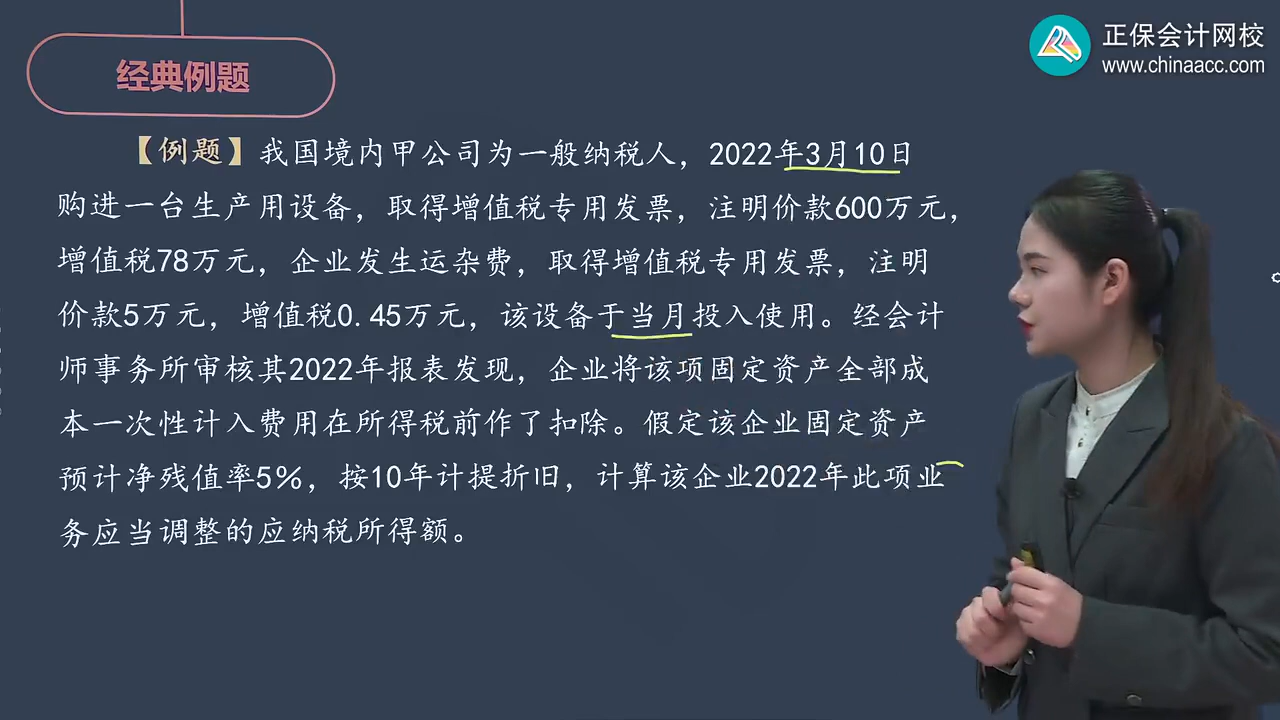 经典例题
正保会计网校
www.chinaacc.com
【例题】我国境内甲公司为一般纳税人，2022年3月10日
购进一台生产用设备，取得增值税专用发票，注明价款600万元，
增值税78万元，企业发生运杂费，取得增值税专用发票，注明
价款5万元，增值税0.45万元，该设备于当月投入使用。经会计
师事务所审核其2022年报表发现，企业将该项固定资产全部成
本一次性计入费用在所得税前作了扣除。假定该企业固定资产
预计净残值率5%，按10年计提折旧，计算该企业2022年此项业
务应当调整的应纳税所得额。